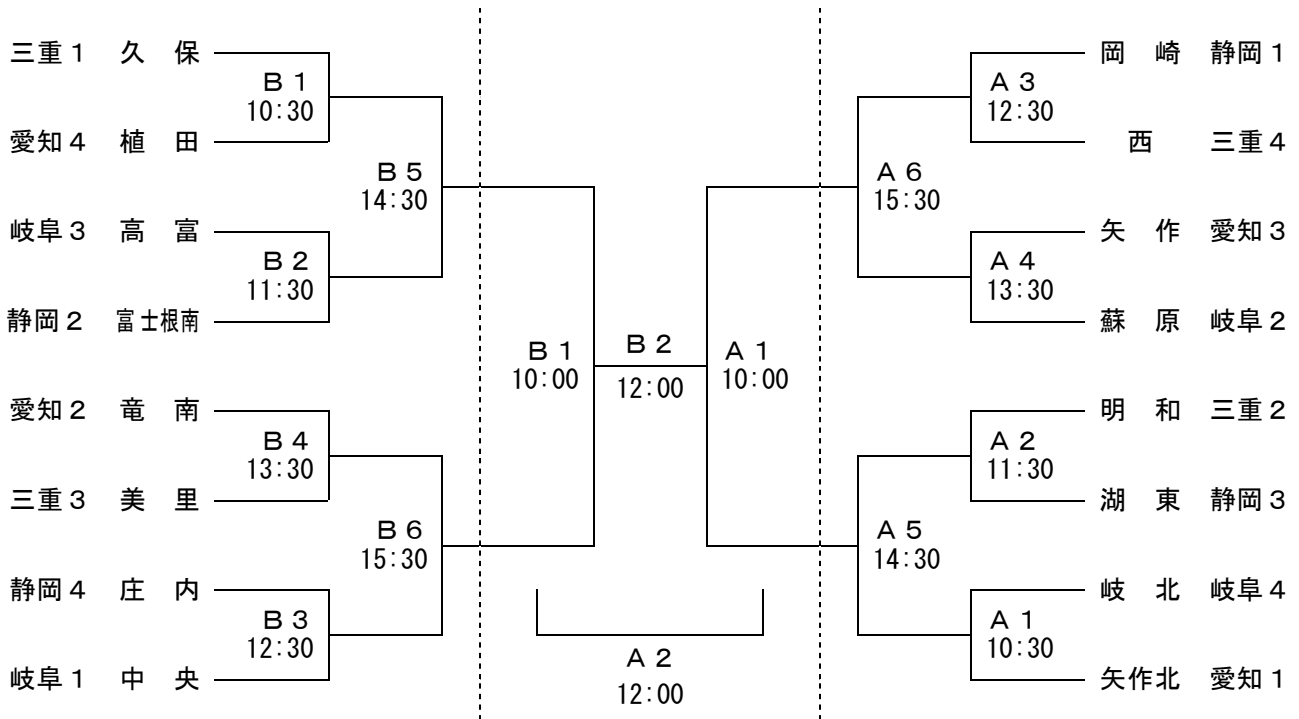 三重１ 久 保
Ｂ１
10:30
愛知４ 植 田
Ｂ５
14:30
岐阜３ 高 富
Ｂ２
11:30
静岡２ 富士根南
Ｂ１
10:00
愛知２ 竜 南
Ｂ４
13:30
三重３ 美 里
Ｂ６
15:30
静岡４ 庄 内
Ｂ３
12:30
岐阜１ 中 央
Ｂ２
12:00
Ａ２
12:00
岡 崎 静岡１
Ａ３
12:30
西 三重４
Ａ６
15:30
矢 作 愛知３
Ａ４
13:30
蘇 原 岐阜２
Ａ１
10:00
明 和 三重２
Ａ２
11:30
湖 東 静岡３
Ａ５
14:30
岐 北 岐阜４
Ａ１
10:30
矢作北 愛知１